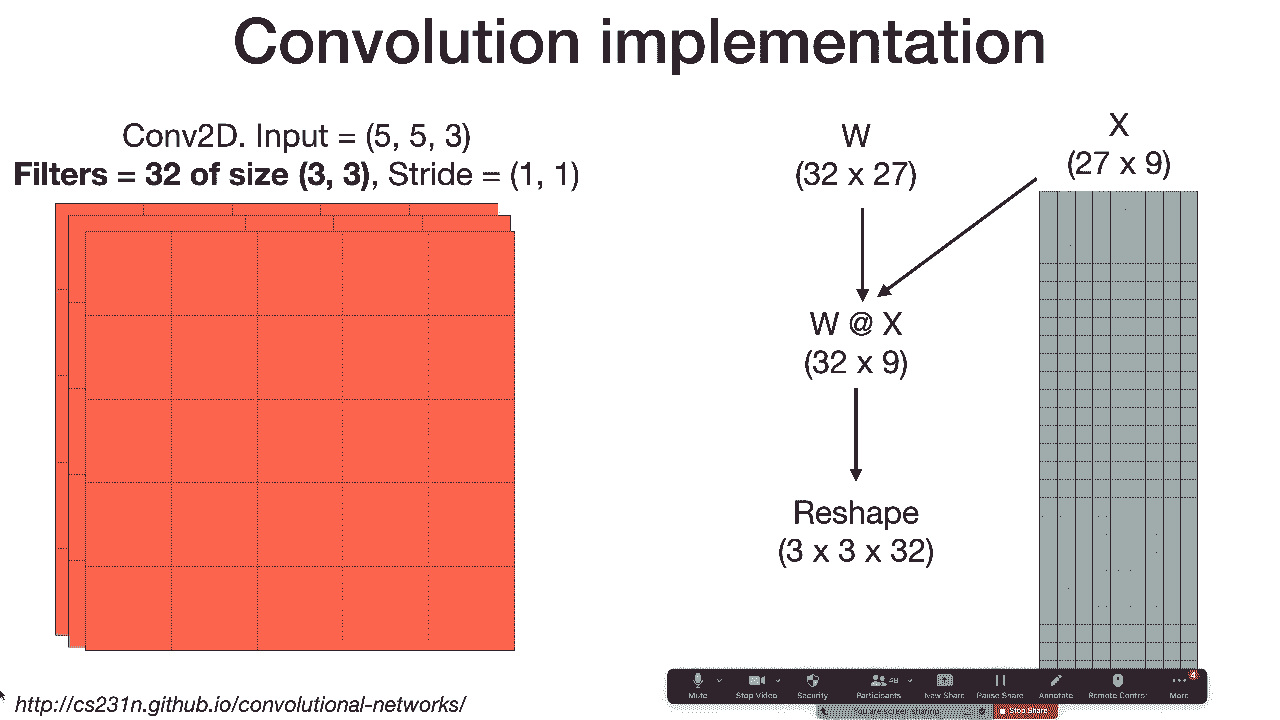 Convolution implementation
Conv2D. Input = (5, 5, 3)
Filters = 32 of size (3, 3), Stride = (1, 1)
W
(32 x 27)
X
(27 x 9)
W @ X
(32 x 9)
Reshape
(3 x 3 x 32)
http://cs231n.github.io/convolutional-networks/
Mute
Stop Video
Security
Participants
48
New Share
Pause Share
Annotate
Remote Control
More
4
You are screen sharing
Stop Share